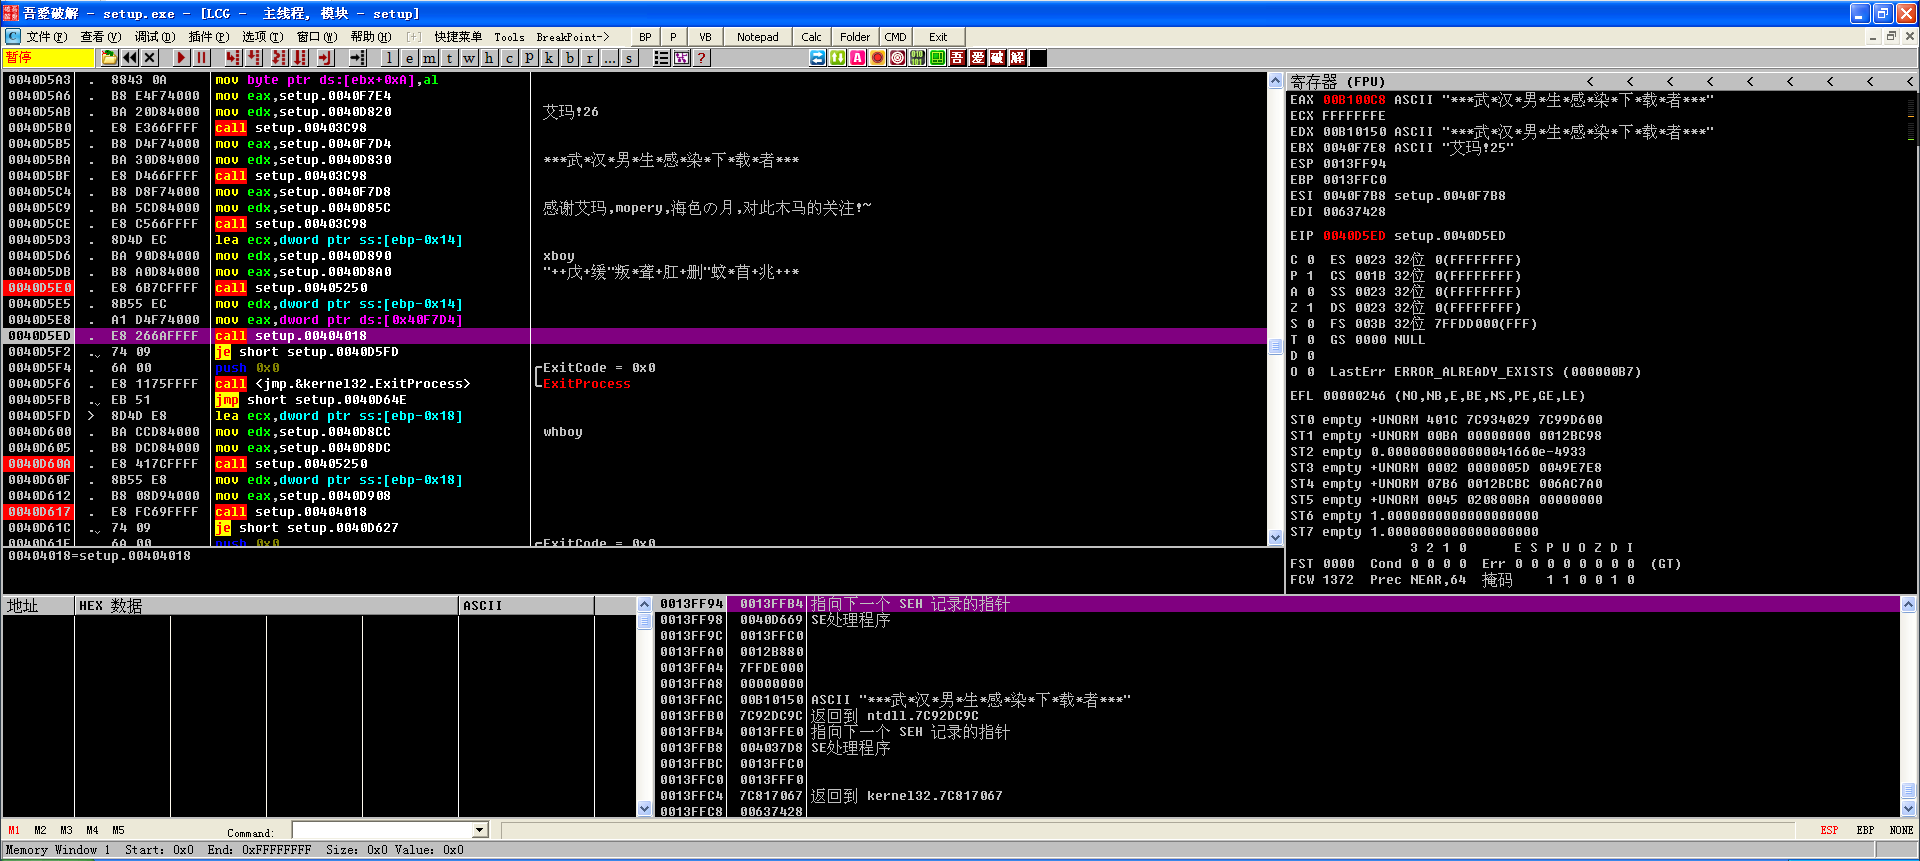 吾爱破解 - setup.exe - [LCG - 主线程, 模块 - setup]
文件(F) 查看(V) 调试(D) 插件(P) 选项(T) 窗口(W) 帮助(H) [+] 快捷菜单 Tools BreakPoint-> BP P VB Notepad Calc Folder CMD Exit
暂停 l e m t w h c p k b r ... s ? 吾 爱 破 解
0040D5A3 . 8843 0A mov byte ptr ds:[ebx+0xA],al
0040D5A6 . B8 E4F74000 mov eax,setup.0040F7E4
0040D5AB . BA 20D84000 mov edx,setup.0040D820 艾玛!26
0040D5B0 . E8 E366FFFF call setup.00403C98
0040D5B5 . B8 D4F74000 mov eax,setup.0040F7D4
0040D5BA . BA 30D84000 mov edx,setup.0040D830 ***武*汉*男*生*感*染*下*载*者***
0040D5BF . E8 D466FFFF call setup.00403C98
0040D5C4 . B8 D8F74000 mov eax,setup.0040F7D8
0040D5C9 . BA 5CD84000 mov edx,setup.0040D85C 感谢艾玛,mopery,海色の月,对此木马的关注!~
0040D5CE . E8 C566FFFF call setup.00403C98
0040D5D3 . 8D4D EC lea ecx,dword ptr ss:[ebp-0x14]
0040D5D6 . BA 90D84000 mov edx,setup.0040D890 xboy
0040D5DB . B8 A0D84000 mov eax,setup.0040D8A0 "++戊+缓"叛*聋+肛+删"蚊*苜+兆++*
0040D5E0 . E8 6B7CFFFF call setup.00405250
0040D5E5 . 8B55 EC mov edx,dword ptr ss:[ebp-0x14]
0040D5E8 . A1 D4F74000 mov eax,dword ptr ds:[0x40F7D4]
0040D5ED . E8 266AFFFF call setup.00404018
0040D5F2 . 74 09 je short setup.0040D5FD
0040D5F4 . 6A 00 push 0x0 ExitCode = 0x0
0040D5F6 . E8 1175FFFF call <jmp.&kernel32.ExitProcess> ExitProcess
0040D5FB . EB 51 jmp short setup.0040D64E
0040D5FD > 8D4D E8 lea ecx,dword ptr ss:[ebp-0x18]
0040D600 . BA CCD84000 mov edx,setup.0040D8CC whboy
0040D605 . B8 DCD84000 mov eax,setup.0040D8DC
0040D60A . E8 417CFFFF call setup.00405250
0040D60F . 8B55 E8 mov edx,dword ptr ss:[ebp-0x18]
0040D612 . B8 08D94000 mov eax,setup.0040D908
0040D617 . E8 FC69FFFF call setup.00404018
0040D61C . 74 09 je short setup.0040D627
0040D61E . 6A 00 push 0x0 ExitCode = 0x0
00404018=setup.00404018
寄存器 (FPU) < < < < < < < < <
EAX 00B100C8 ASCII "***武*汉*男*生*感*染*下*载*者***"
ECX FFFFFFFE
EDX 00B10150 ASCII "***武*汉*男*生*感*染*下*载*者***"
EBX 0040F7E8 ASCII "艾玛!25"
ESP 0013FF94
EBP 0013FFC0
ESI 0040F7B8 setup.0040F7B8
EDI 00637428
EIP 0040D5ED setup.0040D5ED
C 0 ES 0023 32位 0(FFFFFFFF)
P 1 CS 001B 32位 0(FFFFFFFF)
A 0 SS 0023 32位 0(FFFFFFFF)
Z 1 DS 0023 32位 0(FFFFFFFF)
S 0 FS 003B 32位 7FFDD000(FFF)
T 0 GS 0000 NULL
D 0
O 0 LastErr ERROR_ALREADY_EXISTS (000000B7)
EFL 00000246 (NO,NB,E,BE,NS,PE,GE,LE)
ST0 empty +UNORM 401C 7C934029 7C99D600
ST1 empty +UNORM 00BA 00000000 0012BC98
ST2 empty 0.0000000000000041660e-4933
ST3 empty +UNORM 0002 0000005D 0049E7E8
ST4 empty +UNORM 07B6 0012BCBC 006AC7A0
ST5 empty +UNORM 0045 020800BA 00000000
ST6 empty 1.0000000000000000000
ST7 empty 1.0000000000000000000
3 2 1 0 E S P U O Z D I
FST 0000 Cond 0 0 0 0 Err 0 0 0 0 0 0 0 0 (GT)
FCW 1372 Prec NEAR,64 掩码 1 1 0 0 1 0
地址 HEX 数据 ASCII
0013FF94 0013FFB4 指向下一个 SEH 记录的指针
0013FF98 0040D669 SE处理程序
0013FF9C 0013FFC0
0013FFA0 0012B880
0013FFA4 7FFDE000
0013FFA8 00000000
0013FFAC 00B10150 ASCII "***武*汉*男*生*感*染*下*载*者***"
0013FFB0 7C92DC9C 返回到 ntdll.7C92DC9C
0013FFB4 0013FFE0 指向下一个 SEH 记录的指针
0013FFB8 004037D8 SE处理程序
0013FFBC 0013FFC0
0013FFC0 0013FFF0
0013FFC4 7C817067 返回到 kernel32.7C817067
0013FFC8 00637428
M1 M2 M3 M4 M5 Command: ESP EBP NONE
Memory Window 1 Start: 0x0 End: 0xFFFFFFFF Size: 0x0 Value: 0x0